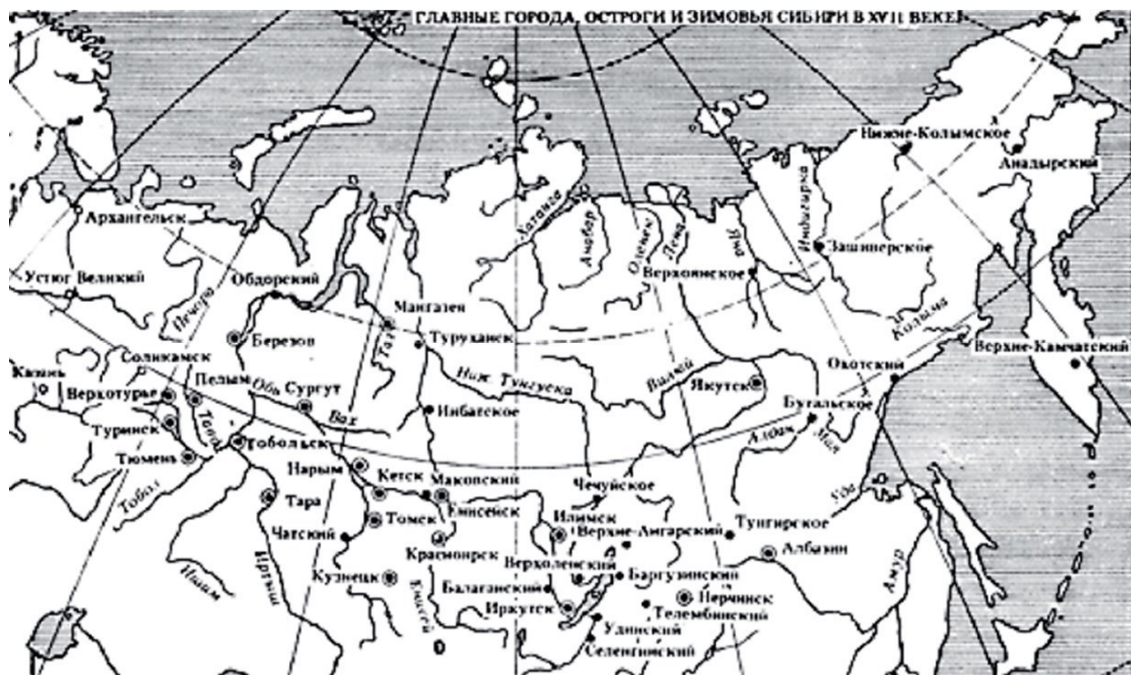 ГЛАВНЫЕ ГОРОДА, ОСТРОГИ И ЗИМОВЬЯ СИБИРИ В XVII ВЕКЕ
Нижне-Колымское
Анадырский
Архангельск
Хатанга
Анабар
Оленек
Лена
Яна
Индигирка
Зашиверское
Устюг Великий
Обдорский
Верхоянское
Печора
Мангазея
Колыма
Березов
Таз
Туруханск
Верхне-Камчатский
Соликамск
Казань
Пелым
Обь
Сургут
Ниж. Тунгуска
Вилюй
Якутск
Охотский
Верхотурье
Вах
Инбатское
Бутальское
Туринск
Тобольск
Алдан
Мая
Тюмень
Нарым
Кетск
Маковский
Чечуйское
Уда
Тобол
Тара
Енисейск
Томск
Илимск
Тунгирское
Чатский
Верхне-Ангарский
Албазин
Красноярск
Верхоленский
Ишим
Иртыш
Кузнецк
Балаганский
Баргузинский
Амур
Енисей
Иркутск
Нерчинск
Телембинский
Удинский
Селенгинский